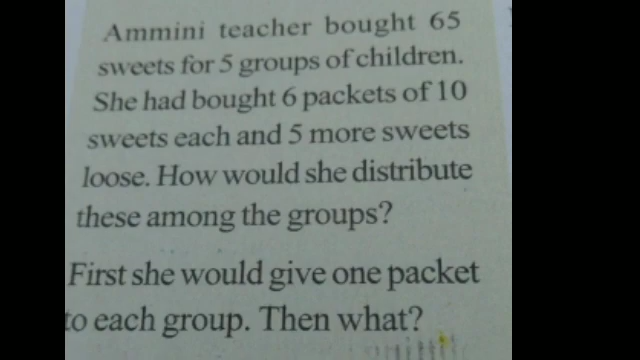 Ammini teacher bought 65
sweets for 5 groups of children.
She had bought 6 packets of 10
sweets each and 5 more sweets
loose. How would she distribute
these among the groups?
First she would give one packet
to each group. Then what?